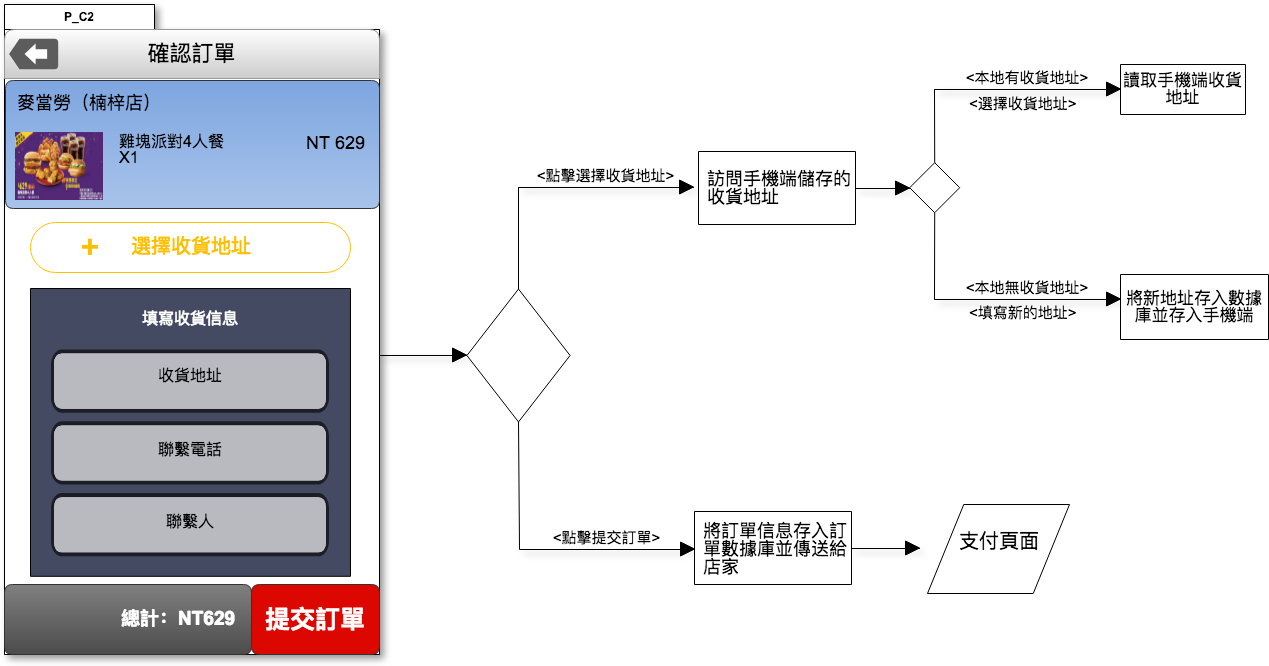 P_C2
確認訂單
麥當勞（楠梓店）
雞塊派對4人餐
X1
NT 629
+ 選擇收貨地址
填寫收貨信息
收貨地址
聯繫電話
聯繫人
總計：NT629
提交訂單
<點擊選擇收貨地址>
訪問手機端儲存的
收貨地址
<本地有收貨地址>
<選擇收貨地址>
讀取手機端收貨
地址
<本地無收貨地址>
<填寫新的地址>
將新地址存入數據
庫並存入手機端
<點擊提交訂單>
將訂單信息存入訂
單數據庫並傳送給
店家
支付頁面